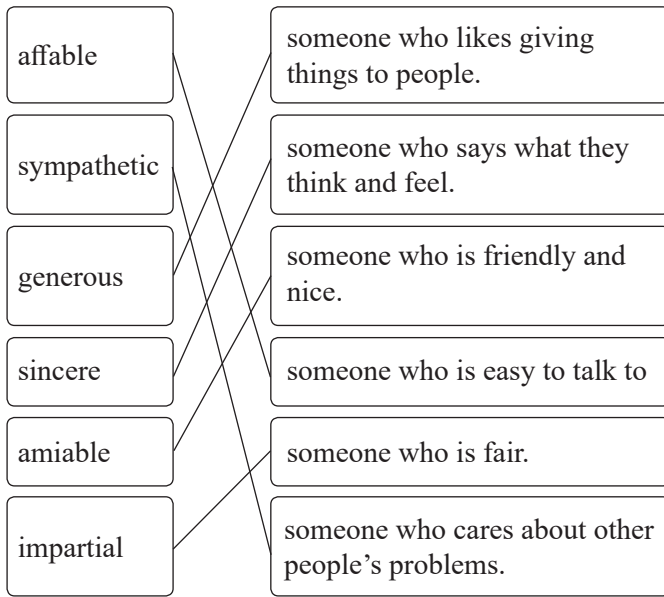 affable
someone who likes giving
things to people.
sympathetic
someone who says what they
think and feel.
generous
someone who is friendly and
nice.
sincere
someone who is easy to talk to
amiable
someone who is fair.
impartial
someone who cares about other
people’s problems.